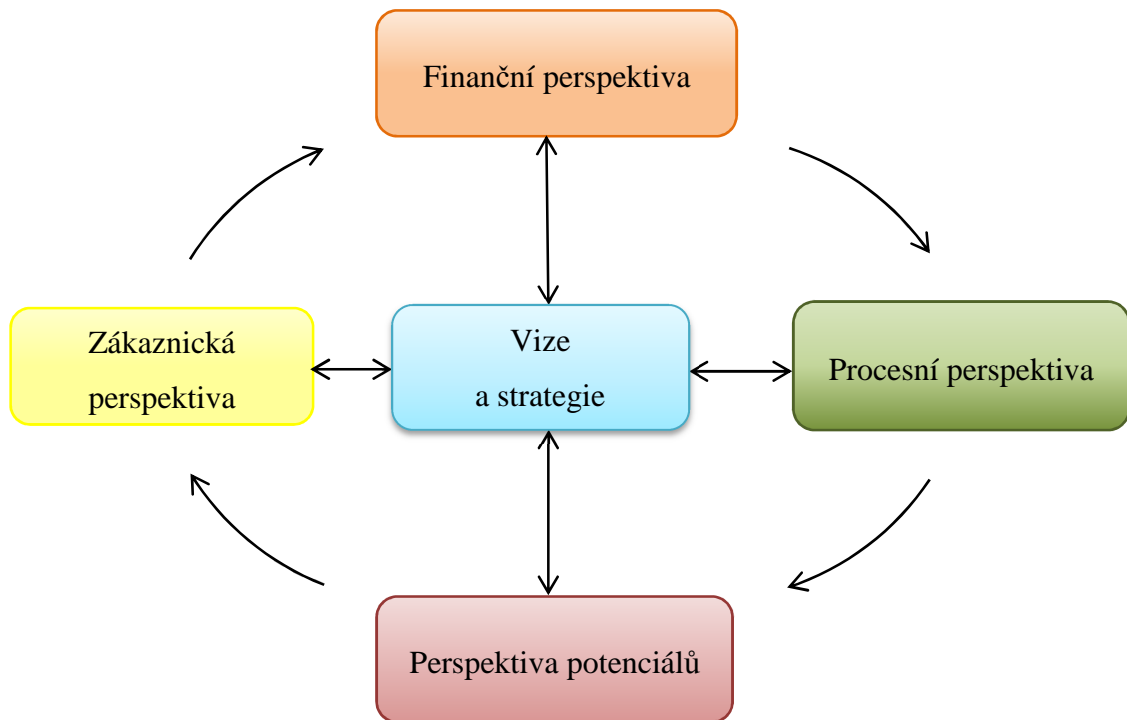 Finanční perspektiva
Zákaznická
perspektiva
Vize
a strategie
Procesní perspektiva
Perspektiva potenciálů